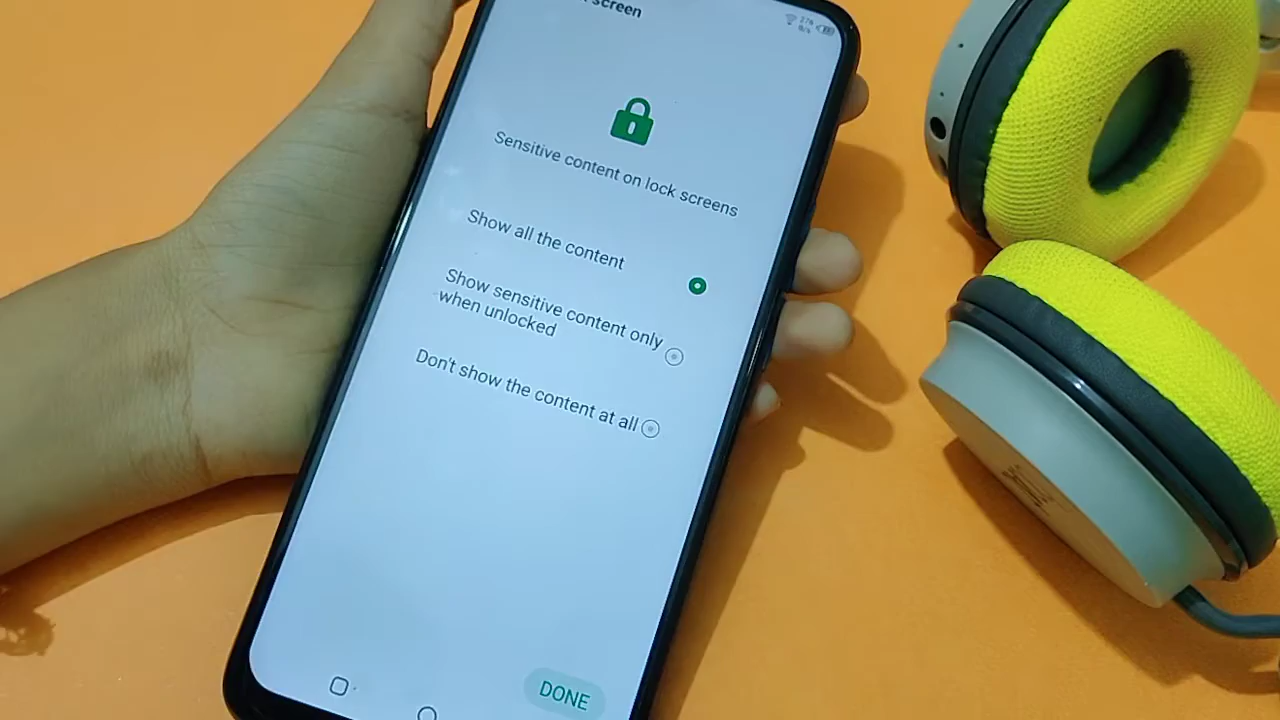 screen
Sensitive content on lock screens
Show all the content
Show sensitive content only
when unlocked
Don't show the content at all
DONE